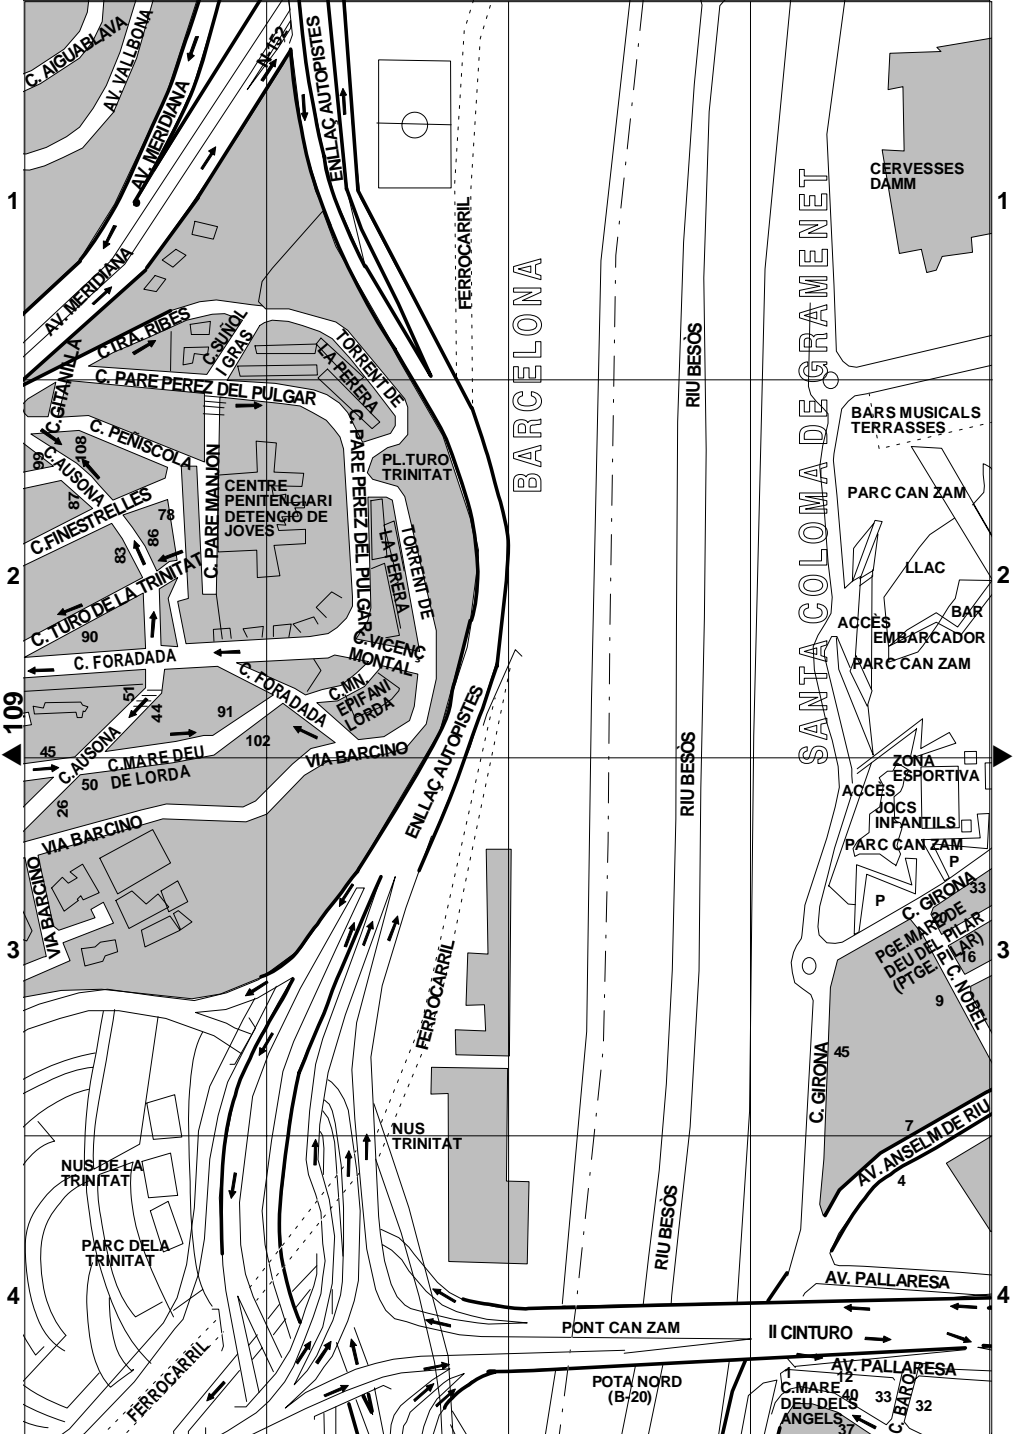 C. AIGUABLAVA
AV. VALLBONA
AV. MERIDIANA
N-152
ENLLAÇ AUTOPISTES
CERVESSES
DAMM
1
1
FERROCARRIL
AV. MERIDIANA
BARCELONA
SANTA COLOMA DE GRAMENET
CTRA. RIBES
C.SUÑOL
I GRAS
TORRENT DE
LA PERERA
RIU BESÒS
C.GITANILLA
C. PARE PEREZ DEL PULGAR
BARS MUSICALS
TERRASSES
C. PEÑISCOLA
108
99
C.AUSONA
87
C. PARE MANJON
C. PARE PEREZ DEL PULGAR
PL.TURO
TRINITAT
CENTRE
PENITENCIARI
DETENCIO DE
JOVES
PARC CAN ZAM
C.FINESTRELLES
78
86
83
TORRENT DE
LA PERERA
LLAC
2
2
C. TURO DE LA TRINITAT
90
BAR
ACCÈS
EMBARCADOR
PARC CAN ZAM
C. FORADADA
C.VICENÇ
MONTAL
C. FORADADA
C.MN.
EPIFANI
LORDA
51
44
91
102
109
ENLLAÇ AUTOPISTES
45
C.AUSONA
C.MARE DEU
DE LORDA
50
26
VIA BARCINO
RIU BESÒS
ZONA
ESPORTIVA
ACCÈS
JOCS
INFANTILS
PARC CAN ZAM
VIA BARCINO
VIA BARCINO
P
P
C. GIRONA
33
PGE.MARE DE
DEU DEL PILAR
(PTGE. PILAR)
16
C. NOBEL
9
3
3
FERROCARRIL
C. GIRONA
45
NUS
TRINITAT
7
AV. ANSELM DE RIU
4
NUS DE LA
TRINITAT
RIU BESÒS
PARC DELA
TRINITAT
AV. PALLARESA
4
4
PONT CAN ZAM
II CINTURO
FERROCARRIL
POTA NORD
(B-20)
AV. PALLARESA
1
12
C.MARE
DEU DELS
ANGELS
40
33
37
C. BARO
32